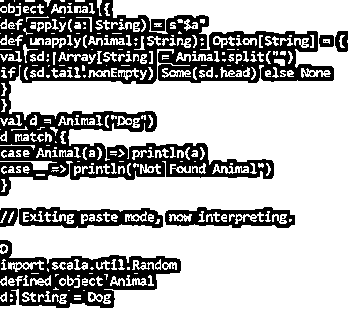 object Animal {
def apply(a: String) = s"$a"
def unapply(Animal: String): Option[String] = {
val sd: Array[String] = Animal.split("")
if (sd.tail.nonEmpty) Some(sd.head) else None
}
}
val d = Animal("Dog")
d match {
case Animal(a) => println(a)
case _ => println("Not Found Animal")
}
// Exiting paste mode, now interpreting.
D
import scala.util.Random
defined object Animal
d: String = Dog